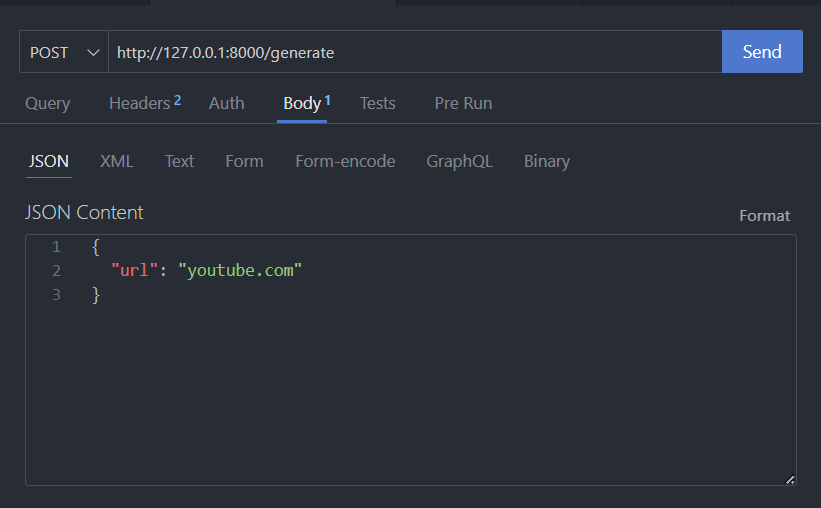 POST http://127.0.0.1:8000/generate Send
Query Headers 2 Auth Body 1 Tests Pre Run
JSON XML Text Form Form-encode GraphQL Binary
JSON Content Format
1 {
2 "url": "youtube.com"
3 }